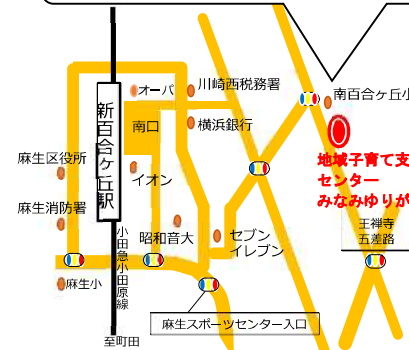 オーパ
川崎西税務署
南百合ヶ丘小
新百合ヶ丘駅
南口
横浜銀行
麻生区役所
イオン
地域子育て支
センター
みなみゆりが
麻生消防署
昭和音大
セブン
イレブン
王禅寺
五差路
小田急小田原線
麻生小
麻生スポーツセンター入口
至町田